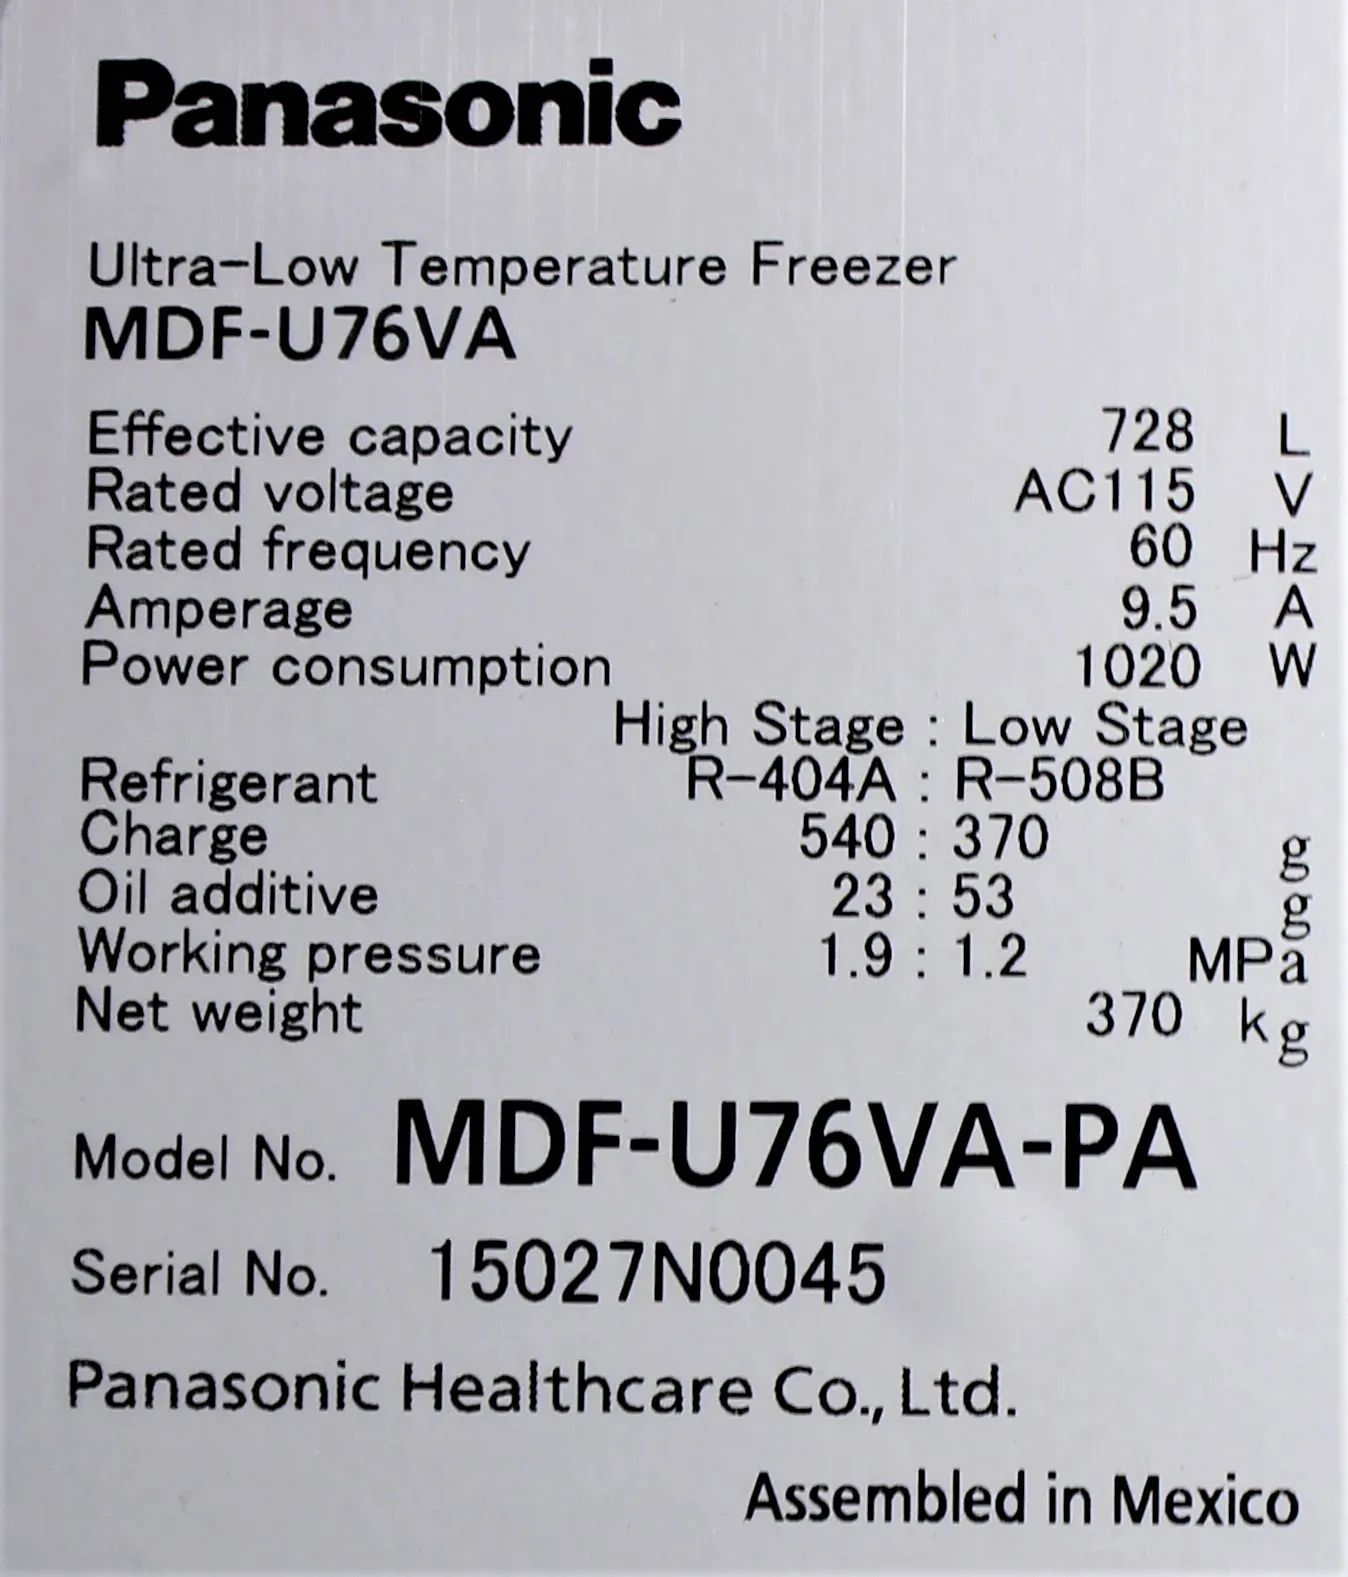 Panasonic
Ultra-Low Temperature Freezer
MDF-U76VA
Effective capacity 728 L
Rated voltage AC115 V
Rated frequency 60 Hz
Amperage 9.5 A
Power consumption 1020 W
High Stage : Low Stage
Refrigerant R-404A : R-508B
Charge 540 : 370 g
Oil additive 23 : 53 g
Working pressure 1.9 : 1.2 MPa
Net weight 370 kg
Model No. MDF-U76VA-PA
Serial No. 15027N0045
Panasonic Healthcare Co., Ltd.
Assembled in Mexico